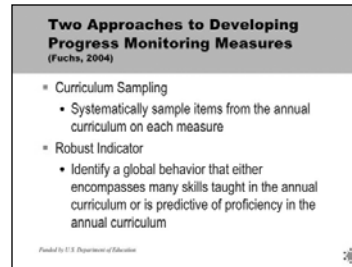 Two Approaches to Developing
Progress Monitoring Measures
(Fuchs, 2004)
Curriculum Sampling
• Systematically sample items from the annual
curriculum on each measure
Robust Indicator
• Identify a global behavior that either
encompasses many skills taught in the annual
curriculum or is predictive of proficiency in
the annual curriculum
Funded by U.S. Department of Education